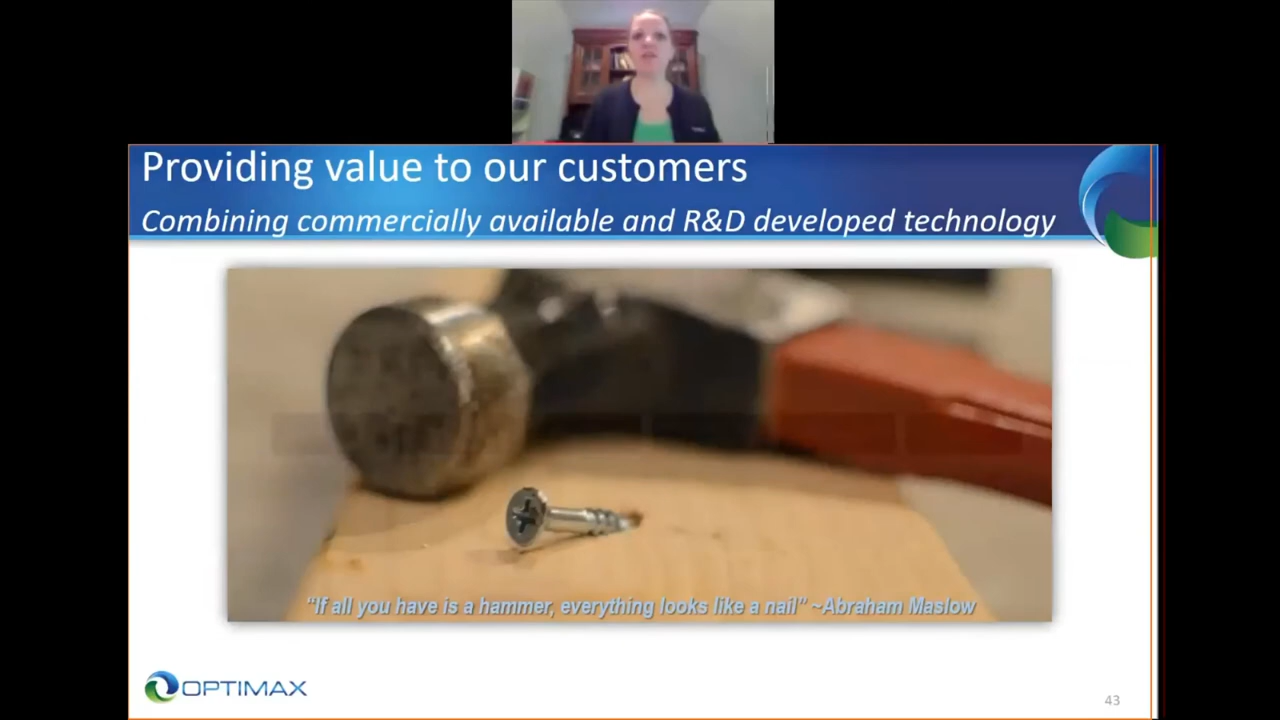 Providing value to our customers
Combining commercially available and R&D developed technology
“If all you have is a hammer, everything looks like a nail” ~Abraham Maslow
OPTIMAX
43